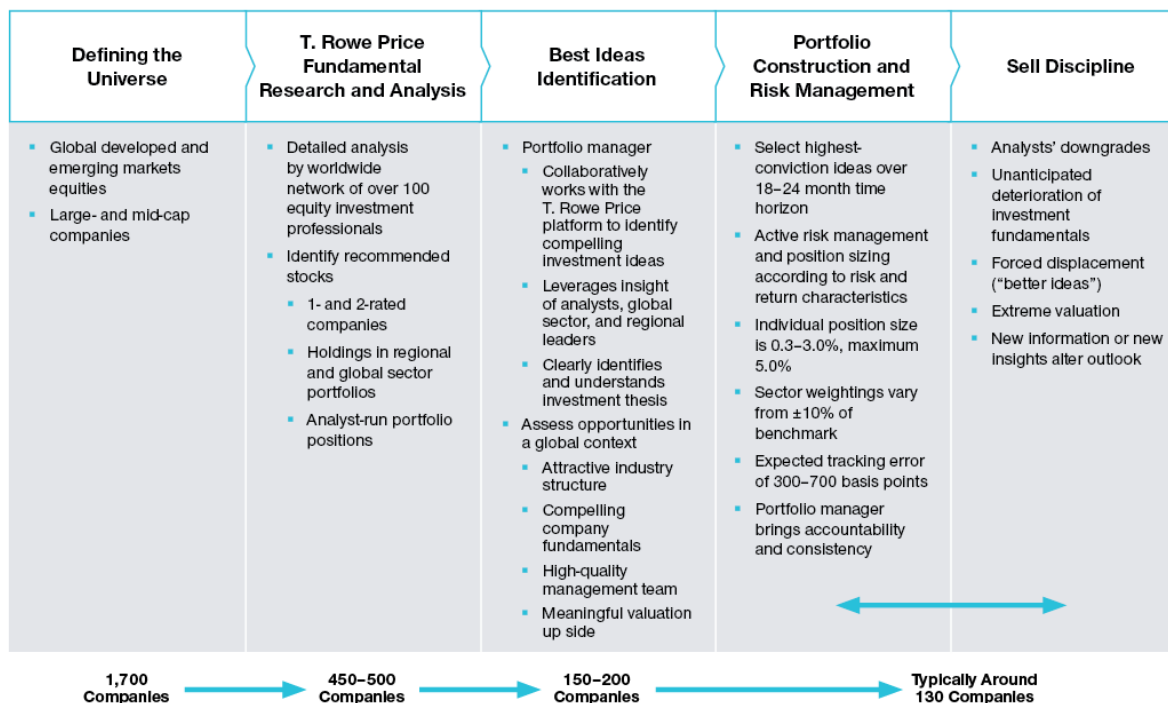 Defining the
Universe
T. Rowe Price
Fundamental
Research and Analysis
Best Ideas
Identification
Portfolio
Construction and
Risk Management
Sell Discipline
▪ Global developed and
emerging markets
equities
▪ Large- and mid-cap
companies
▪ Detailed analysis
by worldwide
network of over 100
equity investment
professionals
▪ Identify recommended
stocks
▪ 1- and 2-rated
companies
▪ Holdings in regional
and global sector
portfolios
▪ Analyst-run portfolio
positions
▪ Portfolio manager
▪ Collaboratively
works with the
T. Rowe Price
platform to identify
compelling
investment ideas
▪ Leverages insight
of analysts, global
sector, and regional
leaders
▪ Clearly identifies
and understands
investment thesis
▪ Assess opportunities in
a global context
▪ Attractive industry
structure
▪ Compelling
company
fundamentals
▪ High-quality
management team
▪ Meaningful valuation
up side
▪ Select highest-
conviction ideas over
18–24 month time
horizon
▪ Active risk management
and position sizing
according to risk and
return characteristics
▪ Individual position size
is 0.3–3.0%, maximum
5.0%
▪ Sector weightings vary
from ±10% of
benchmark
▪ Expected tracking error
of 300–700 basis points
▪ Portfolio manager
brings accountability
and consistency
▪ Analysts' downgrades
▪ Unanticipated
deterioration of
investment
fundamentals
▪ Forced displacement
("better ideas")
▪ Extreme valuation
▪ New information or new
insights alter outlook
1,700
Companies
450–500
Companies
150–200
Companies
Typically Around
130 Companies